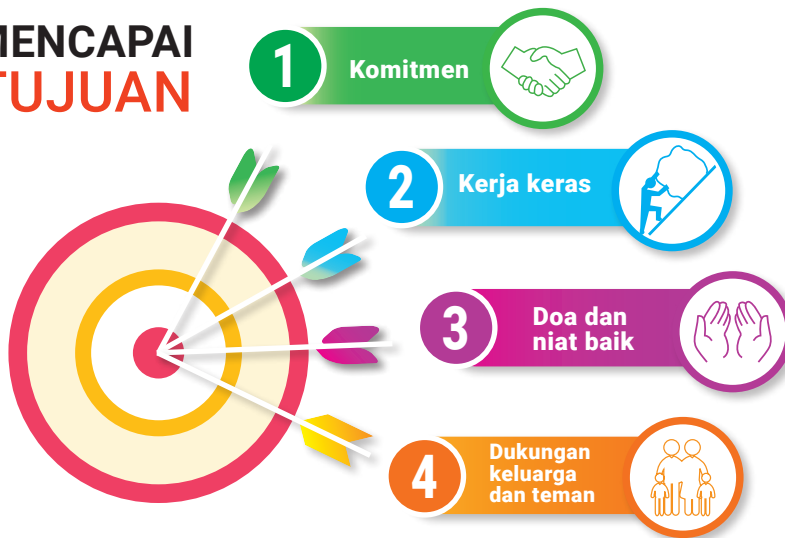 MENCAPAI
TUJUAN
1
Komitmen
2
Kerja keras
3
Doa dan
niat baik
4
Dukungan
keluarga
dan teman